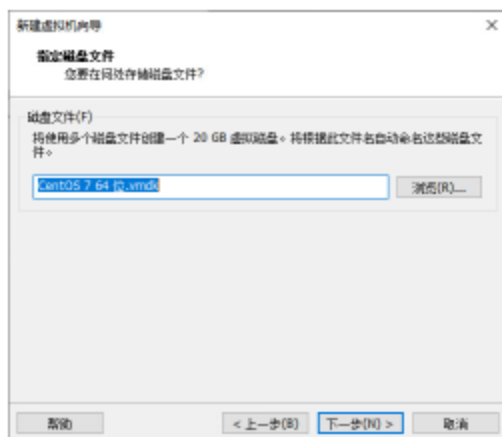 新建虚拟机向导
指定磁盘文件
您要在何处存储磁盘文件?
磁盘文件(F)
将使用多个磁盘文件创建一个 20 GB 虚拟磁盘。将根据此文件名自动命名这些磁盘文
件。
CentOS 7 64 位.vmdk
浏览(R)...
帮助
< 上一步(B)
下一步(N) >
取消